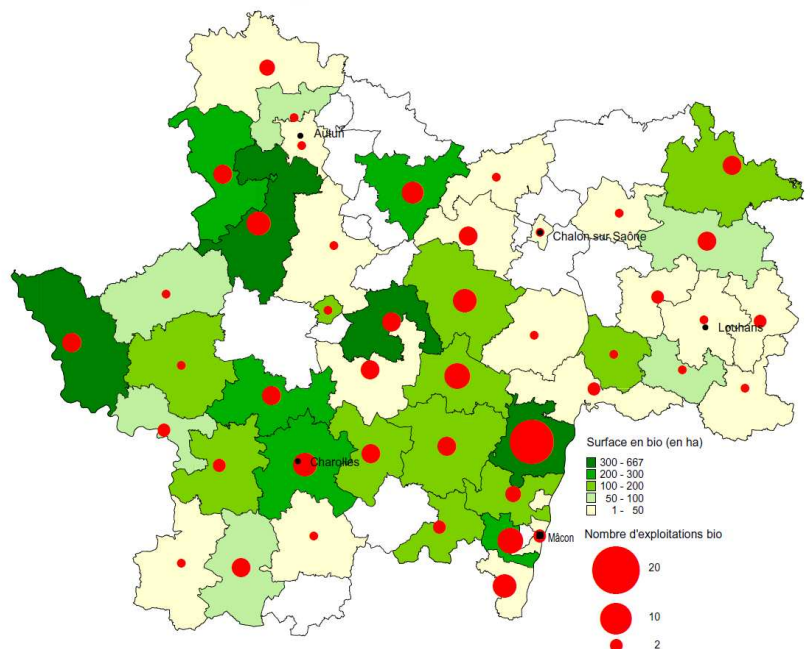 Autun
Chalon sur Saône
Louhans
Charolles
Mâcon
Surface en bio (en ha)
300 - 667
200 - 300
100 - 200
50 - 100
1 - 50
Nombre d'exploitations bio
20
10
2